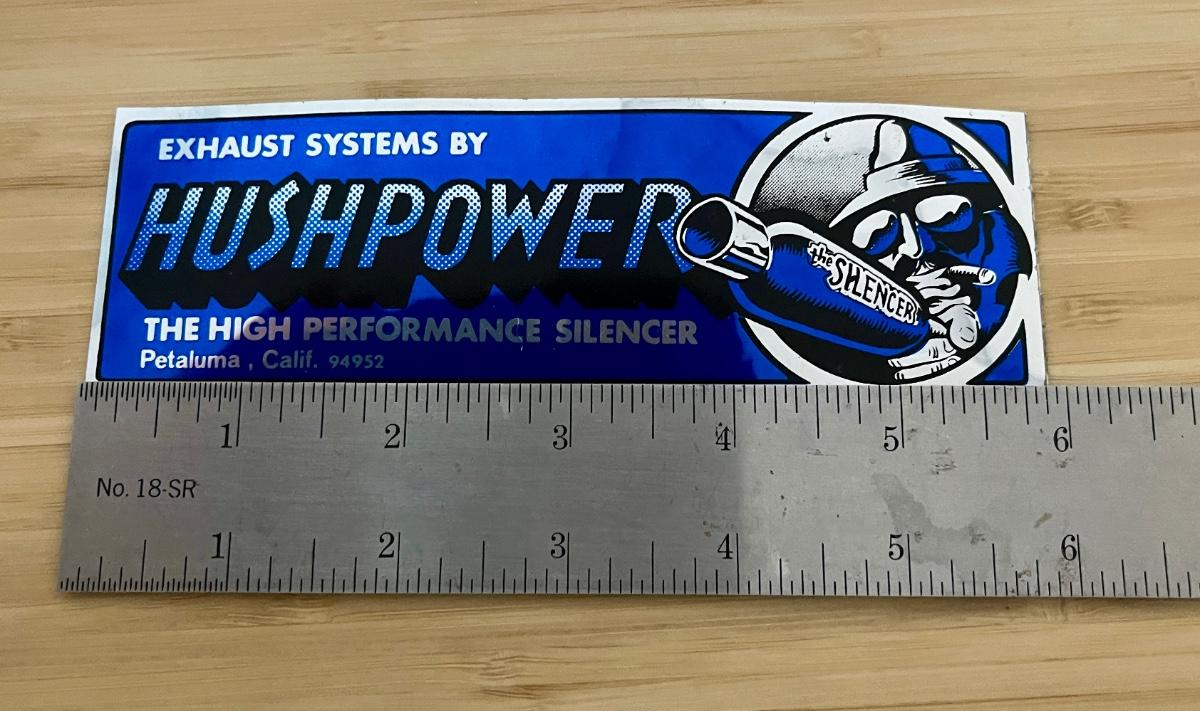 EXHAUST SYSTEMS BY
HUSHPOWER
the SILENCER
THE HIGH PERFORMANCE SILENCER
Petaluma , Calif. 94952
1 2 3 4 5 6
No. 18-SR
1 2 3 4 5 6